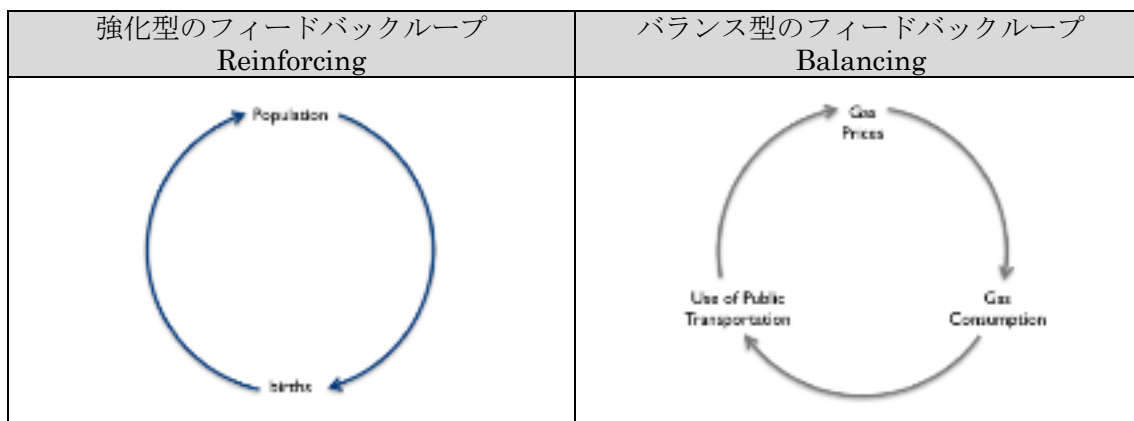 強化型のフィードバックループ
Reinforcing
バランス型のフィードバックループ
Balancing
Population
births
Gas
Prices
Use of Public
Transportation
Gas
Consumption